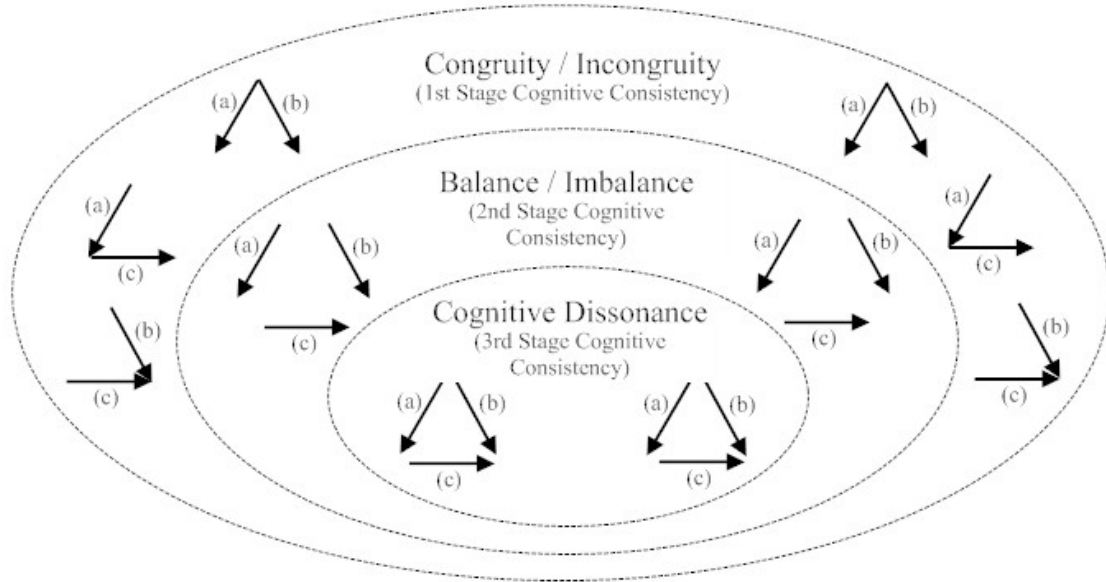 Congruity / Incongruity
(1st Stage Cognitive Consistency)
(a) (b)
(a) (b)
Balance / Imbalance
(2nd Stage Cognitive
Consistency)
(a)
(c)
(a) (b)
(c)
(a) (b)
(c)
(a)
(c)
(b)
(c)
(b)
(c)
Cognitive Dissonance
(3rd Stage Cognitive
Consistency)
(a) (b)
(c)
(a) (b)
(c)